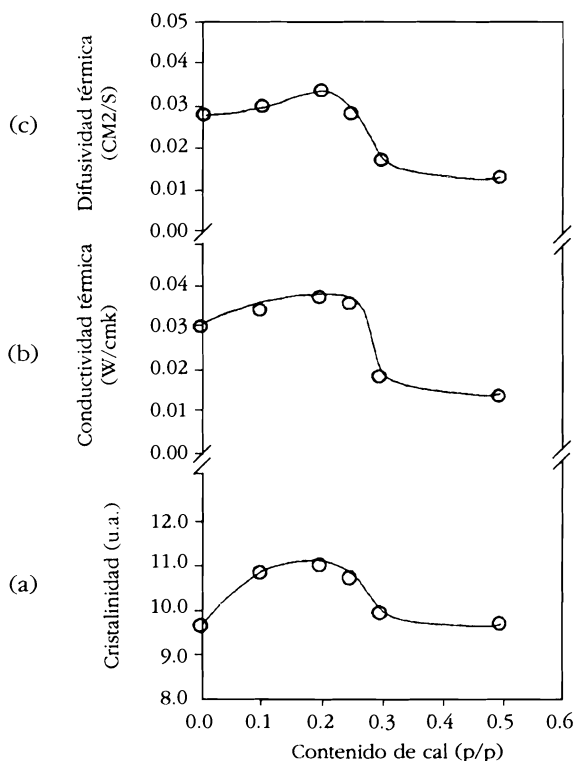 (c)
Difusividad térmica
(CM2/S)
0.05
0.04
0.03
0.02
0.01
0.00
(b)
Conductividad térmica
(W/cmk)
0.04
0.03
0.02
0.01
0.00
(a)
Cristalinidad (u.a.)
12.0
11.0
10.0
9.0
8.0
0.0 0.1 0.2 0.3 0.4 0.5 0.6
Contenido de cal (p/p)